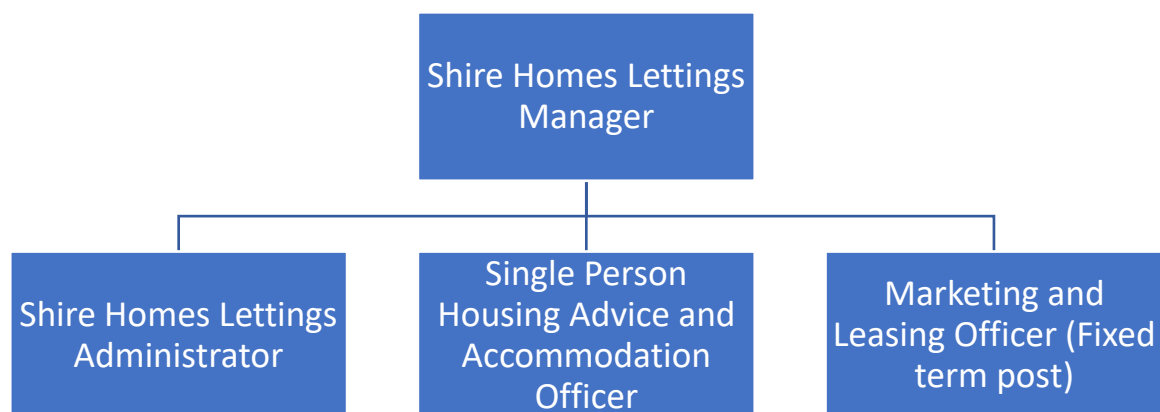 Shire Homes Lettings
Manager
Shire Homes Lettings
Administrator
Single Person
Housing Advice and
Accommodation
Officer
Marketing and
Leasing Officer (Fixed
term post)